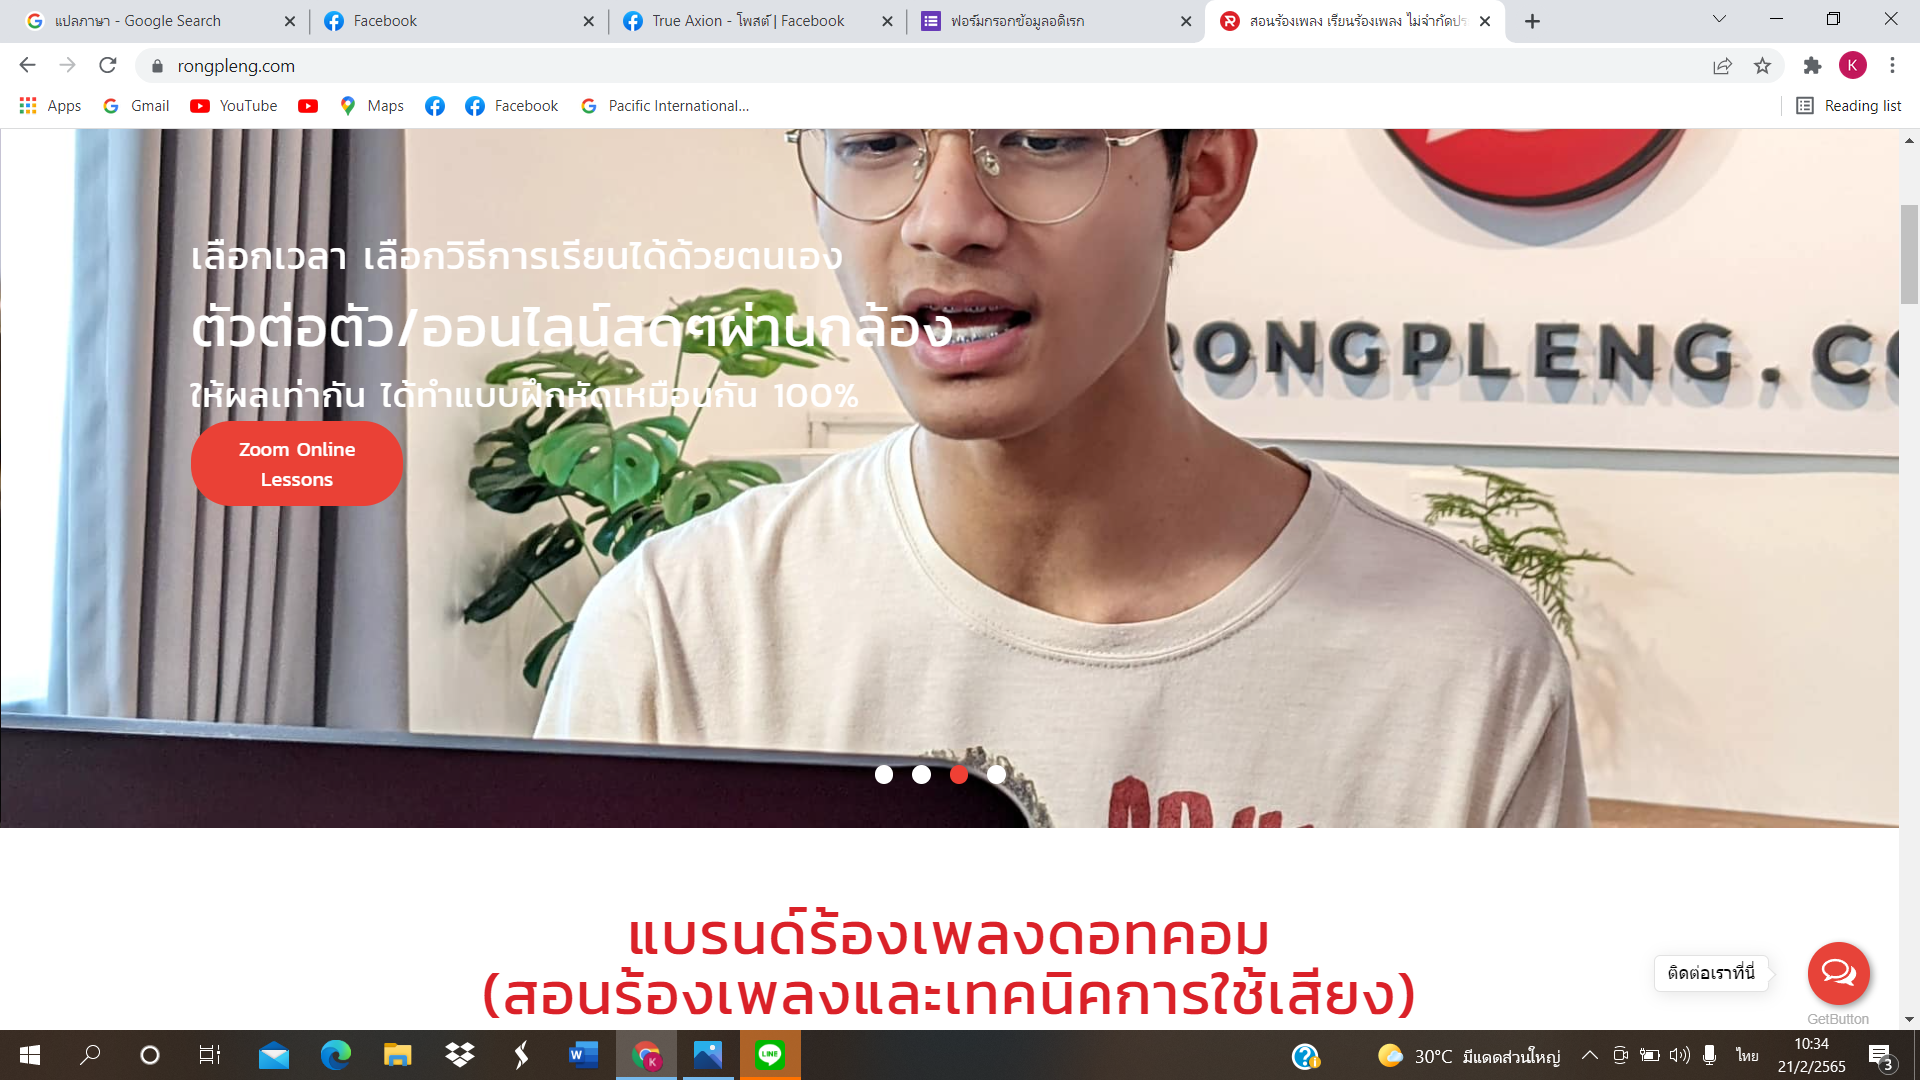 แปลภาษา - Google Search
Facebook
True Axion - โพสต์ | Facebook
ฟอร์มกรอกข้อมูลอดิเรก
สอนร้องเพลง เรียนร้องเพลง ไม่จำกัดปร
rongpleng.com
K
Apps
Gmail
YouTube
Maps
Facebook
Pacific International...
Reading list
เลือกเวลา เลือกวิธีการเรียนได้ด้วยตนเอง
ตัวต่อตัว/ออนไลน์สดๆผ่านกล้อง
RONGPLENG.CO
ให้ผลเท่ากัน ได้ทำแบบฝึกหัดเหมือนกัน 100%
Zoom Online
Lessons
แบรนด์ร้องเพลงดอทคอม
(สอนร้องเพลงและเทคนิคการใช้เสียง)
ติดต่อเราที่นี่
GetButton
30°C มีแดดส่วนใหญ่
ไทย
10:34
21/2/2565
3